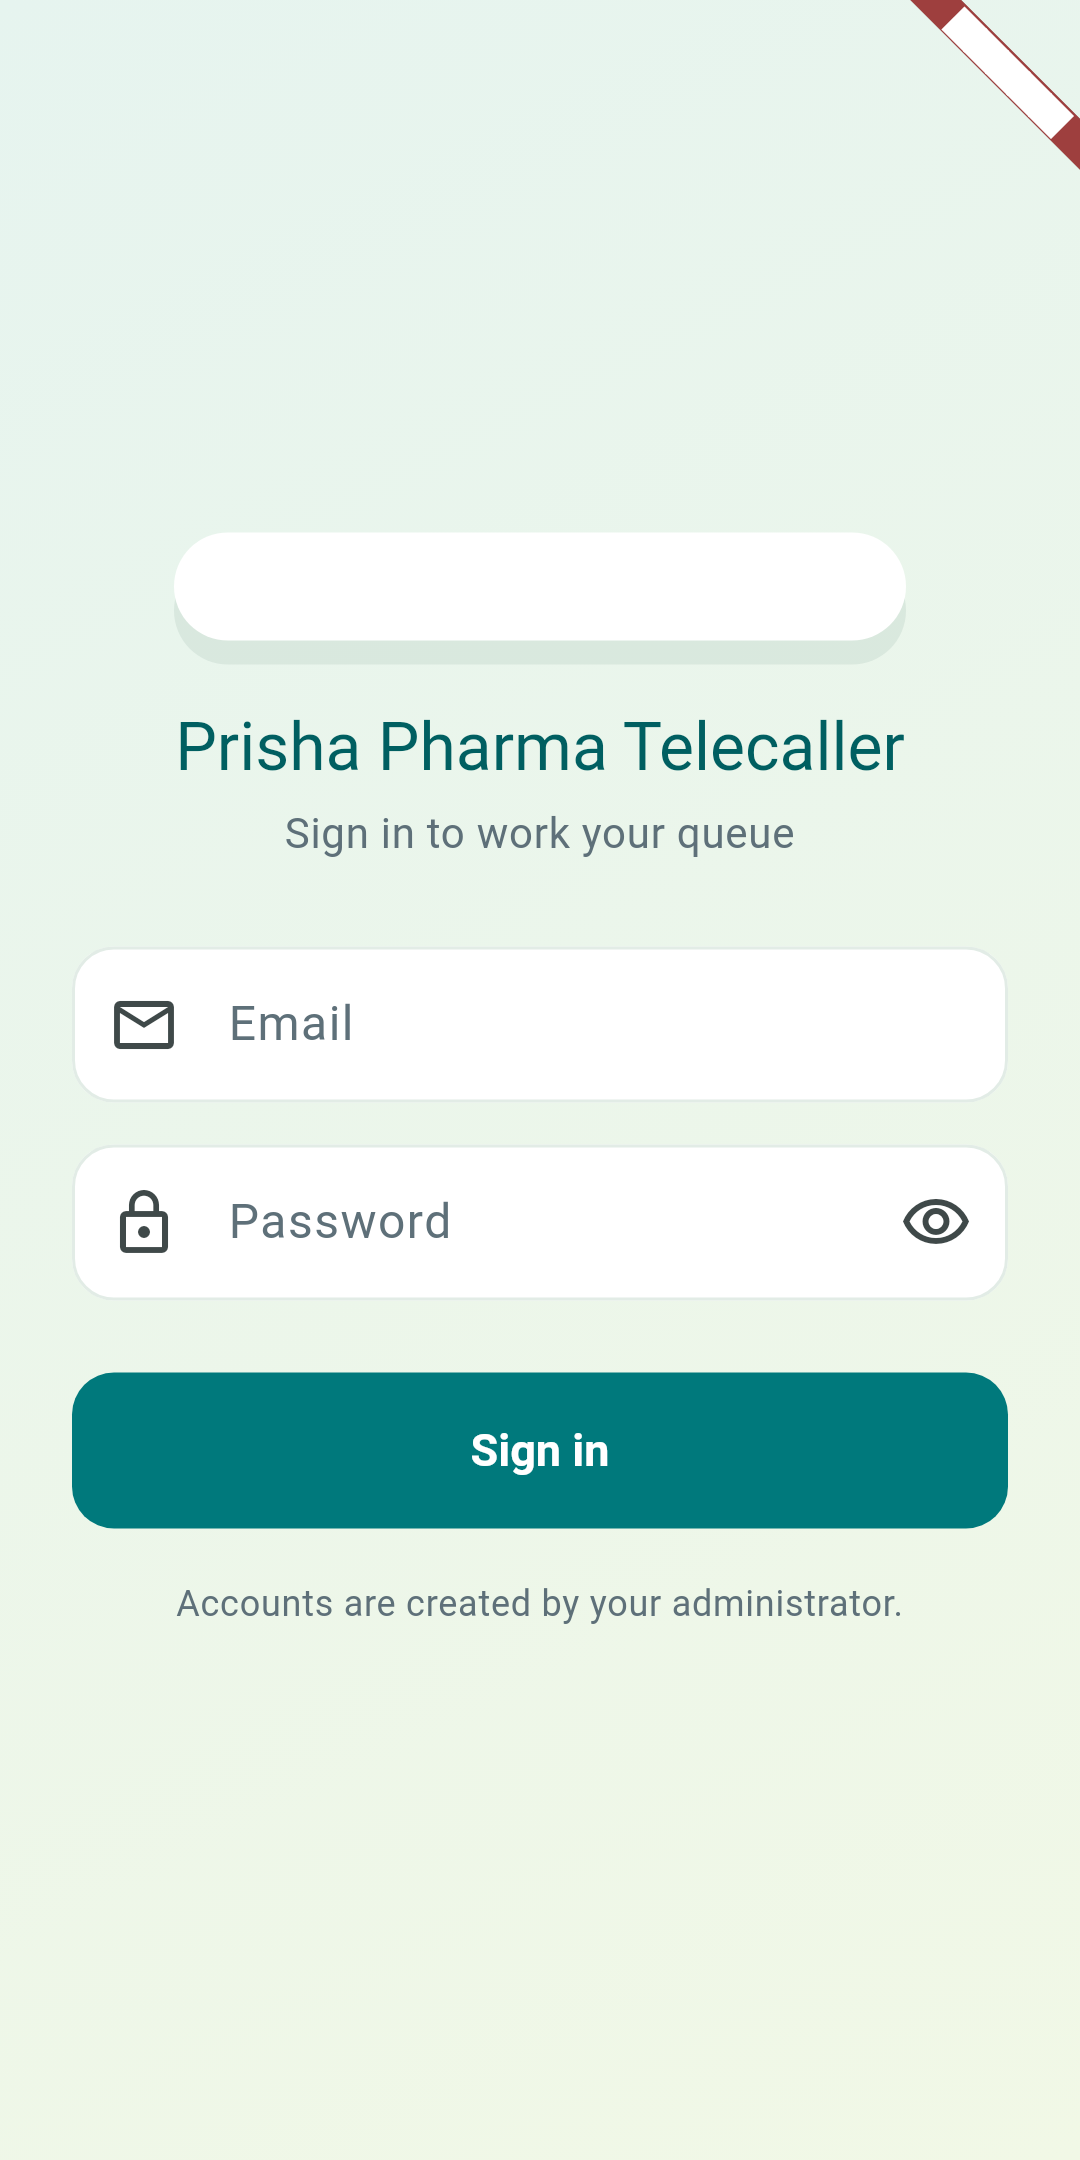 Prisha Pharma Telecaller
Sign in to work your queue
Email
Password
Sign in
Accounts are created by your administrator.